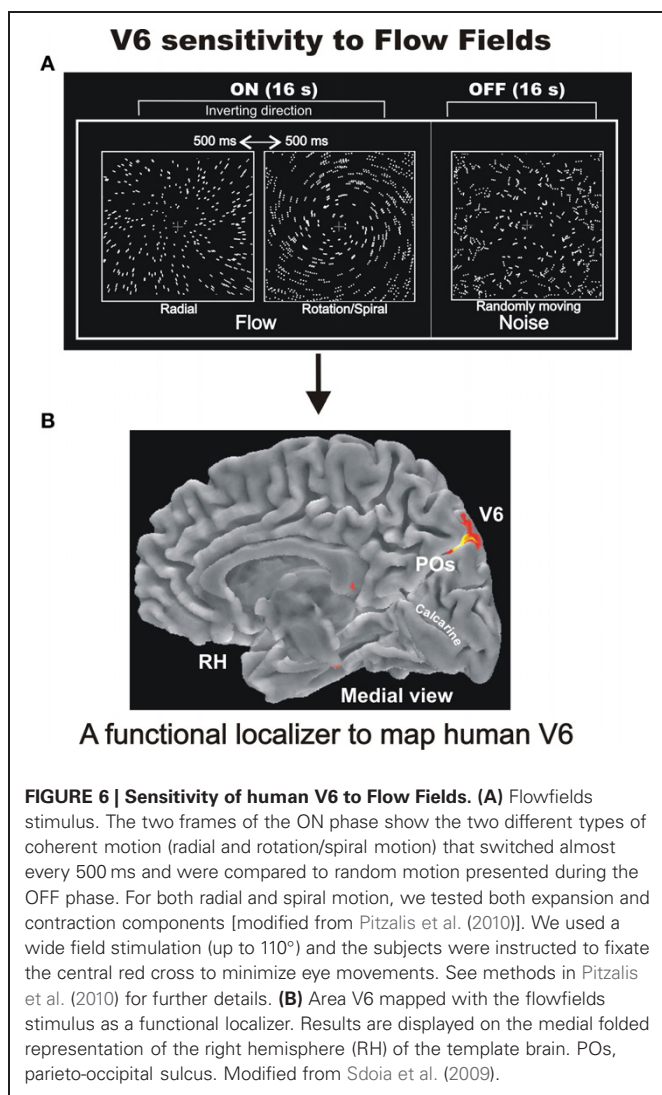 V6 sensitivity to Flow Fields
A
ON (16 s)
OFF (16 s)
Inverting direction
500 ms
500 ms
Radial
Rotation/Spiral
Randomly moving
Flow
Noise
B
V6
POs
Calcarine
RH
Medial view
A functional localizer to map human V6
FIGURE 6 | Sensitivity of human V6 to Flow Fields. (A) Flowfields
stimulus. The two frames of the ON phase show the two different types of
coherent motion (radial and rotation/spiral motion) that switched almost
every 500 ms and were compared to random motion presented during the
OFF phase. For both radial and spiral motion, we tested both expansion and
contraction components [modified from Pitzalis et al. (2010)]. We used a
wide field stimulation (up to 110°) and the subjects were instructed to fixate
the central red cross to minimize eye movements. See methods in Pitzalis
et al. (2010) for further details. (B) Area V6 mapped with the flowfields
stimulus as a functional localizer. Results are displayed on the medial folded
representation of the right hemisphere (RH) of the template brain. POs,
parieto-occipital sulcus. Modified from Sdoia et al. (2009).